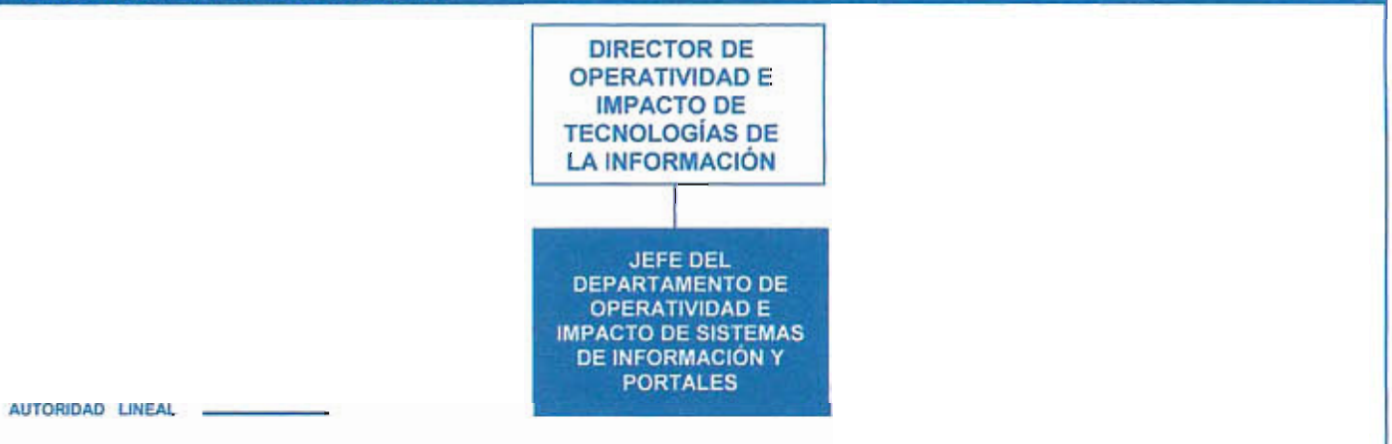 DIRECTOR DE
OPERATIVIDAD E
IMPACTO DE
TECNOLOGÍAS DE
LA INFORMACIÓN
JEFE DEL
DEPARTAMENTO DE
OPERATIVIDAD E
IMPACTO DE SISTEMAS
DE INFORMACIÓN Y
PORTALES
AUTORIDAD LINEAL